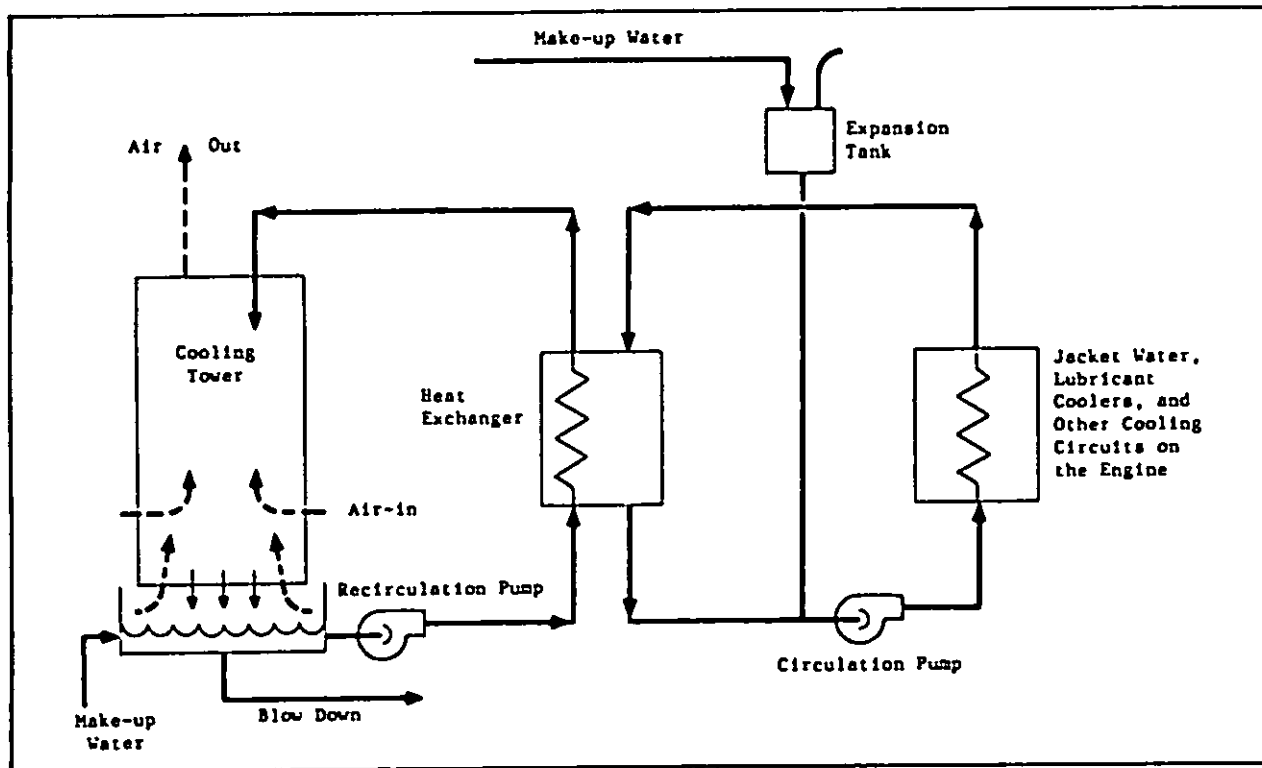 Make-up Water
Expansion
Tank
Air Out
Cooling
Tower
Heat
Exchanger
Jacket Water,
Lubricant
Coolers, and
Other Cooling
Circuits on
the Engine
Air-in
Recirculation Pump
Circulation Pump
Make-up
Water
Blow Down